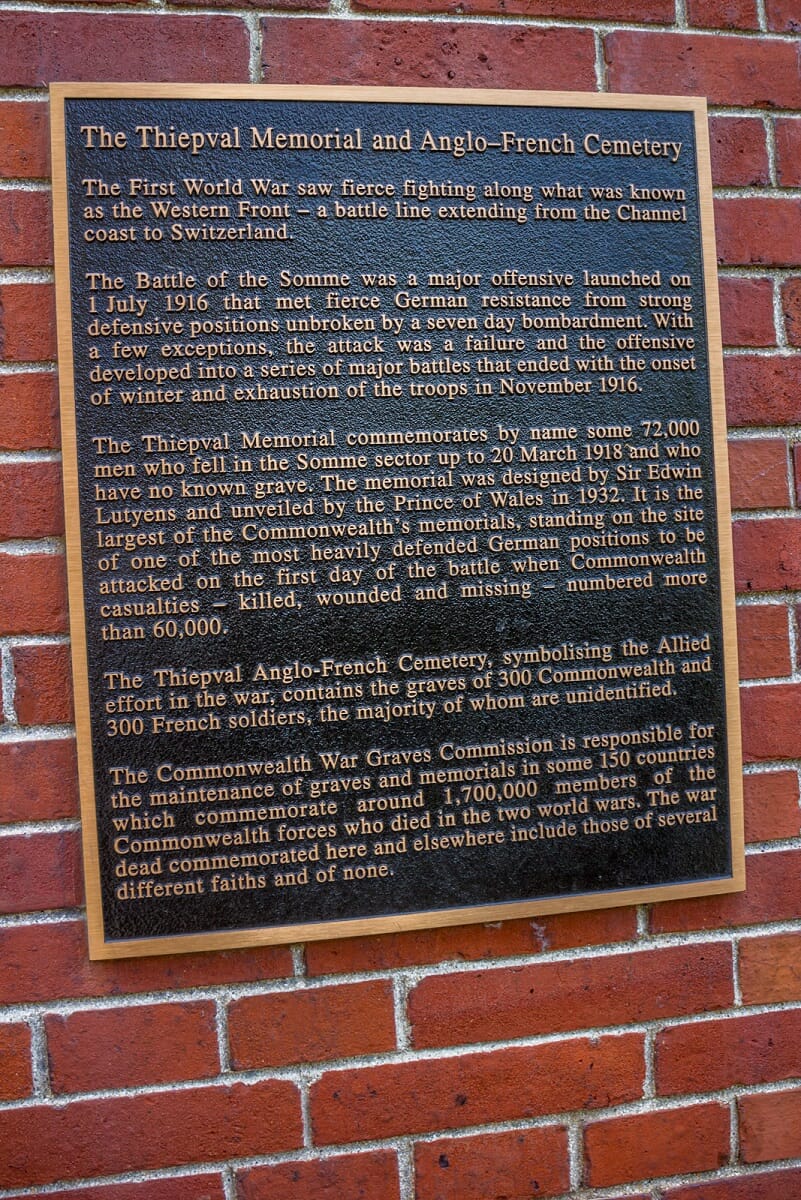 The Thiepval Memorial and Anglo–French Cemetery
The First World War saw fierce fighting along what was known
as the Western Front – a battle line extending from the Channel
coast to Switzerland.
The Battle of the Somme was a major offensive launched on
1 July 1916 that met fierce German resistance from strong
defensive positions unbroken by a seven day bombardment. With
a few exceptions, the attack was a failure and the offensive
developed into a series of major battles that ended with the onset
of winter and exhaustion of the troops in November 1916.
The Thiepval Memorial commemorates by name some 72,000
men who fell in the Somme sector up to 20 March 1918 and who
have no known grave. The memorial was designed by Sir Edwin
Lutyens and unveiled by the Prince of Wales in 1932. It is the
largest of the Commonwealth's memorials, standing on the site
of one of the most heavily defended German positions to be
attacked on the first day of the battle when Commonwealth
casualties – killed, wounded and missing – numbered more
than 60,000.
The Thiepval Anglo-French Cemetery, symbolising the Allied
effort in the war, contains the graves of 300 Commonwealth and
300 French soldiers, the majority of whom are unidentified.
The Commonwealth War Graves Commission is responsible for
the maintenance of graves and memorials in some 150 countries
which commemorate around 1,700,000 members of the
Commonwealth forces who died in the two world wars. The war
dead commemorated here and elsewhere include those of several
different faiths and of none.